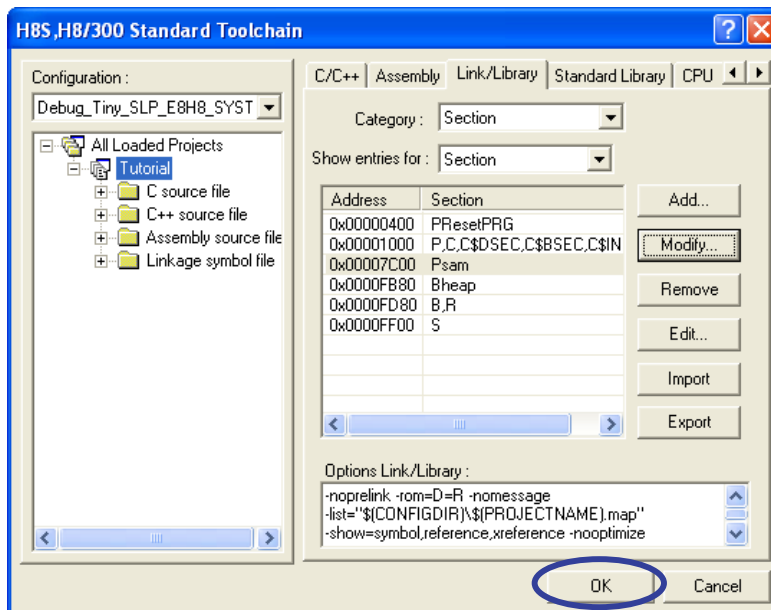 H8S,H8/300 Standard Toolchain
Configuration :
Debug_Tiny_SLP_E8H8_SYST
All Loaded Projects
Tutorial
C source file
C++ source file
Assembly source file
Linkage symbol file
C/C++ Assembly Link/Library Standard Library CPU
Category : Section
Show entries for : Section
Address Section
0x00000400 PResetPRG
0x00001000 P,C,C$DSEC,C$BSEC,C$IN
0x00007C00 Psam
0x0000FB80 Bheap
0x0000FD80 B,R
0x0000FF00 S
Add...
Modify...
Remove
Edit...
Import
Export
Options Link/Library :
-noprelink -rom=D=R -nomessage
-list="$(CONFIGDIR)\$(PROJECTNAME).map"
-show=symbol,reference,xreference -nooptimize
OK Cancel